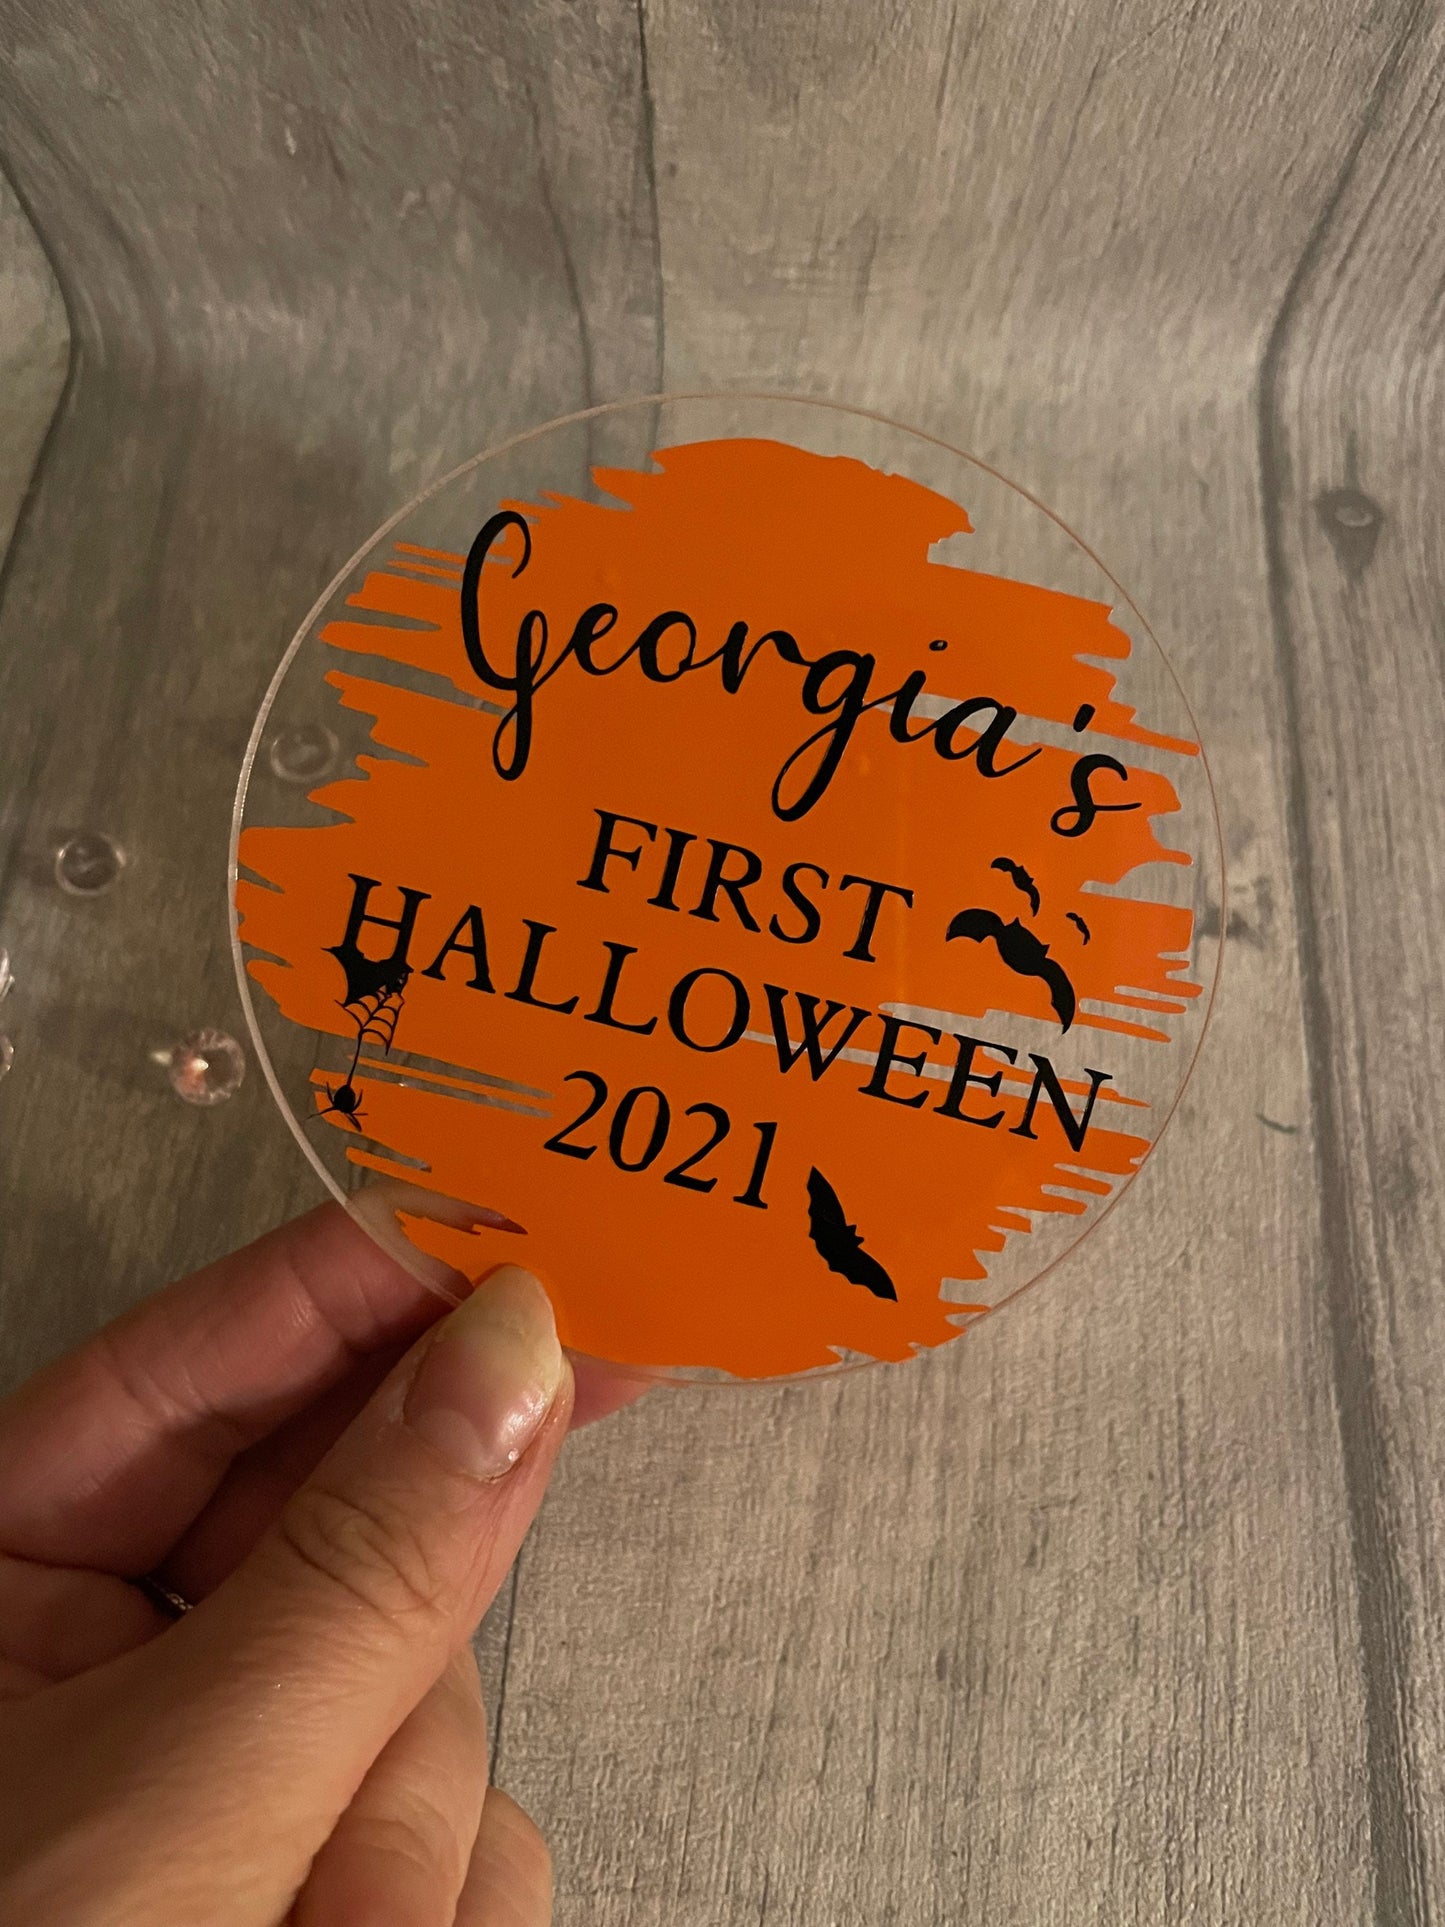 Georgia's
FIRST
HALLOWEEN
2021